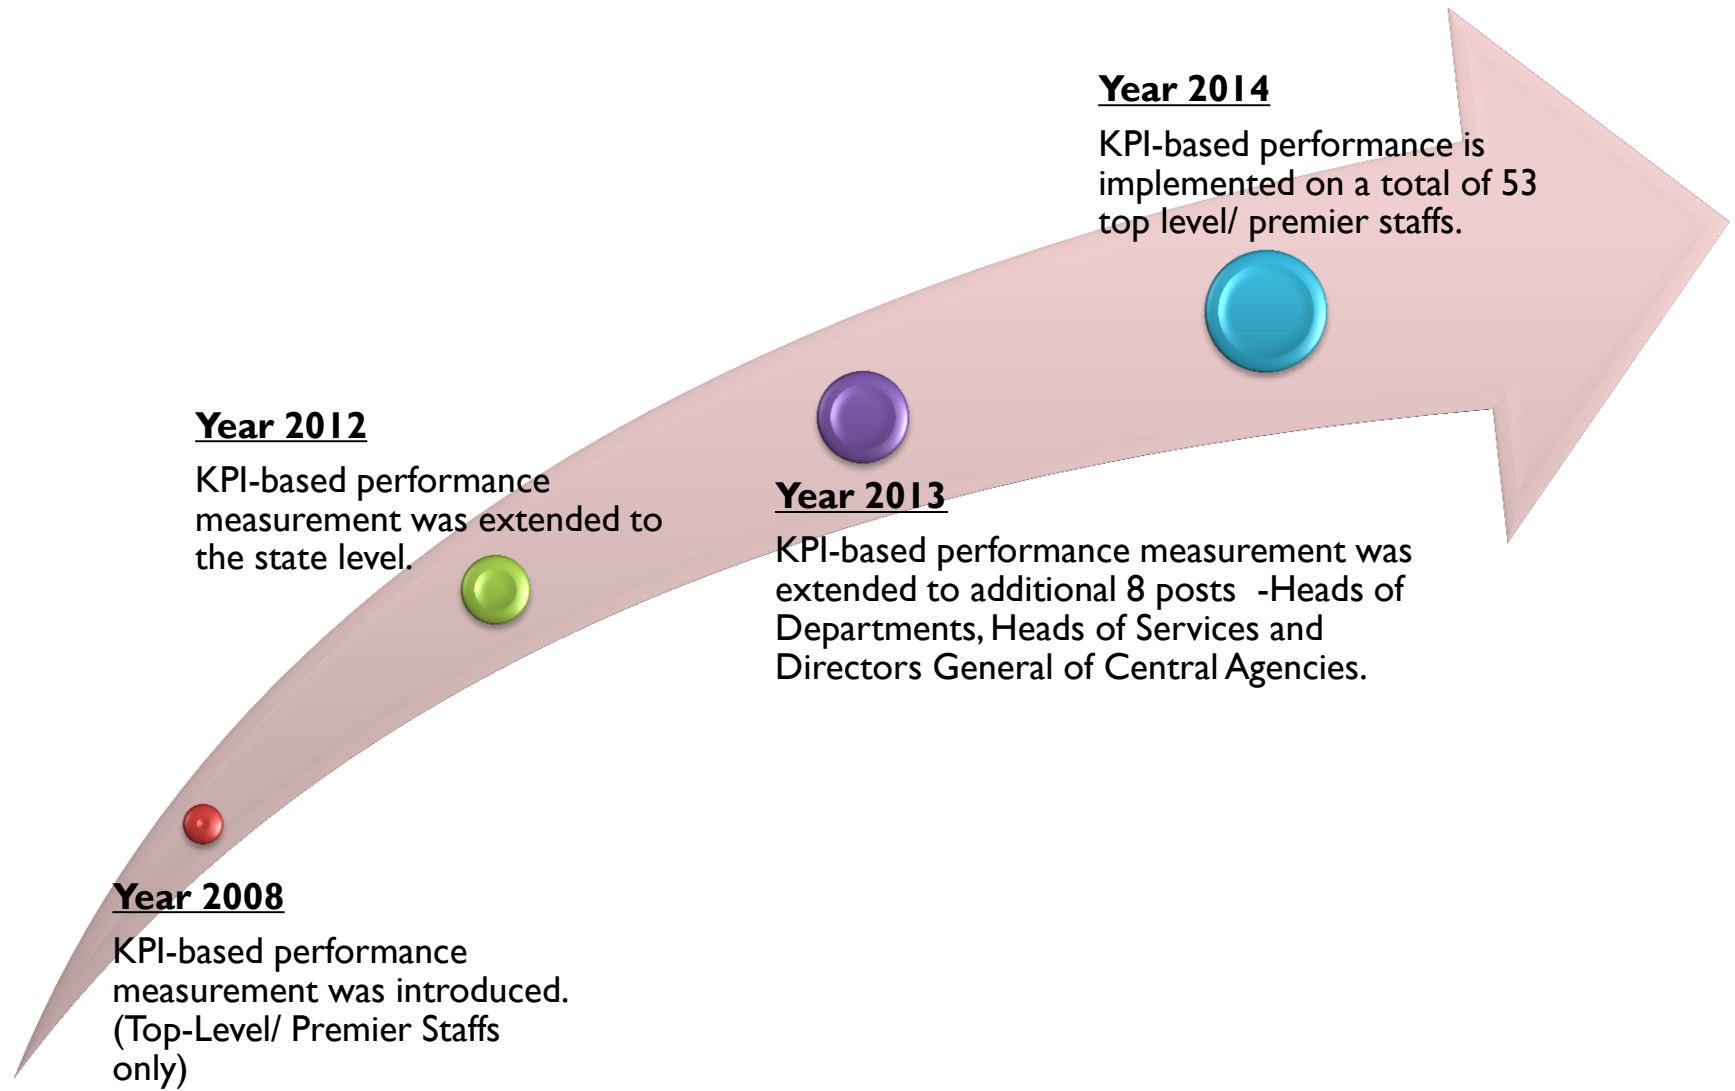 Year 2014
KPI-based performance is
implemented on a total of 53
top level/ premier staffs.
Year 2012
KPI-based performance
measurement was extended to
the state level.
Year 2013
KPI-based performance measurement was
extended to additional 8 posts  -Heads of
Departments, Heads of Services and
Directors General of Central Agencies.
Year 2008
KPI-based performance
measurement was introduced.
(Top-Level/ Premier Staffs
only)